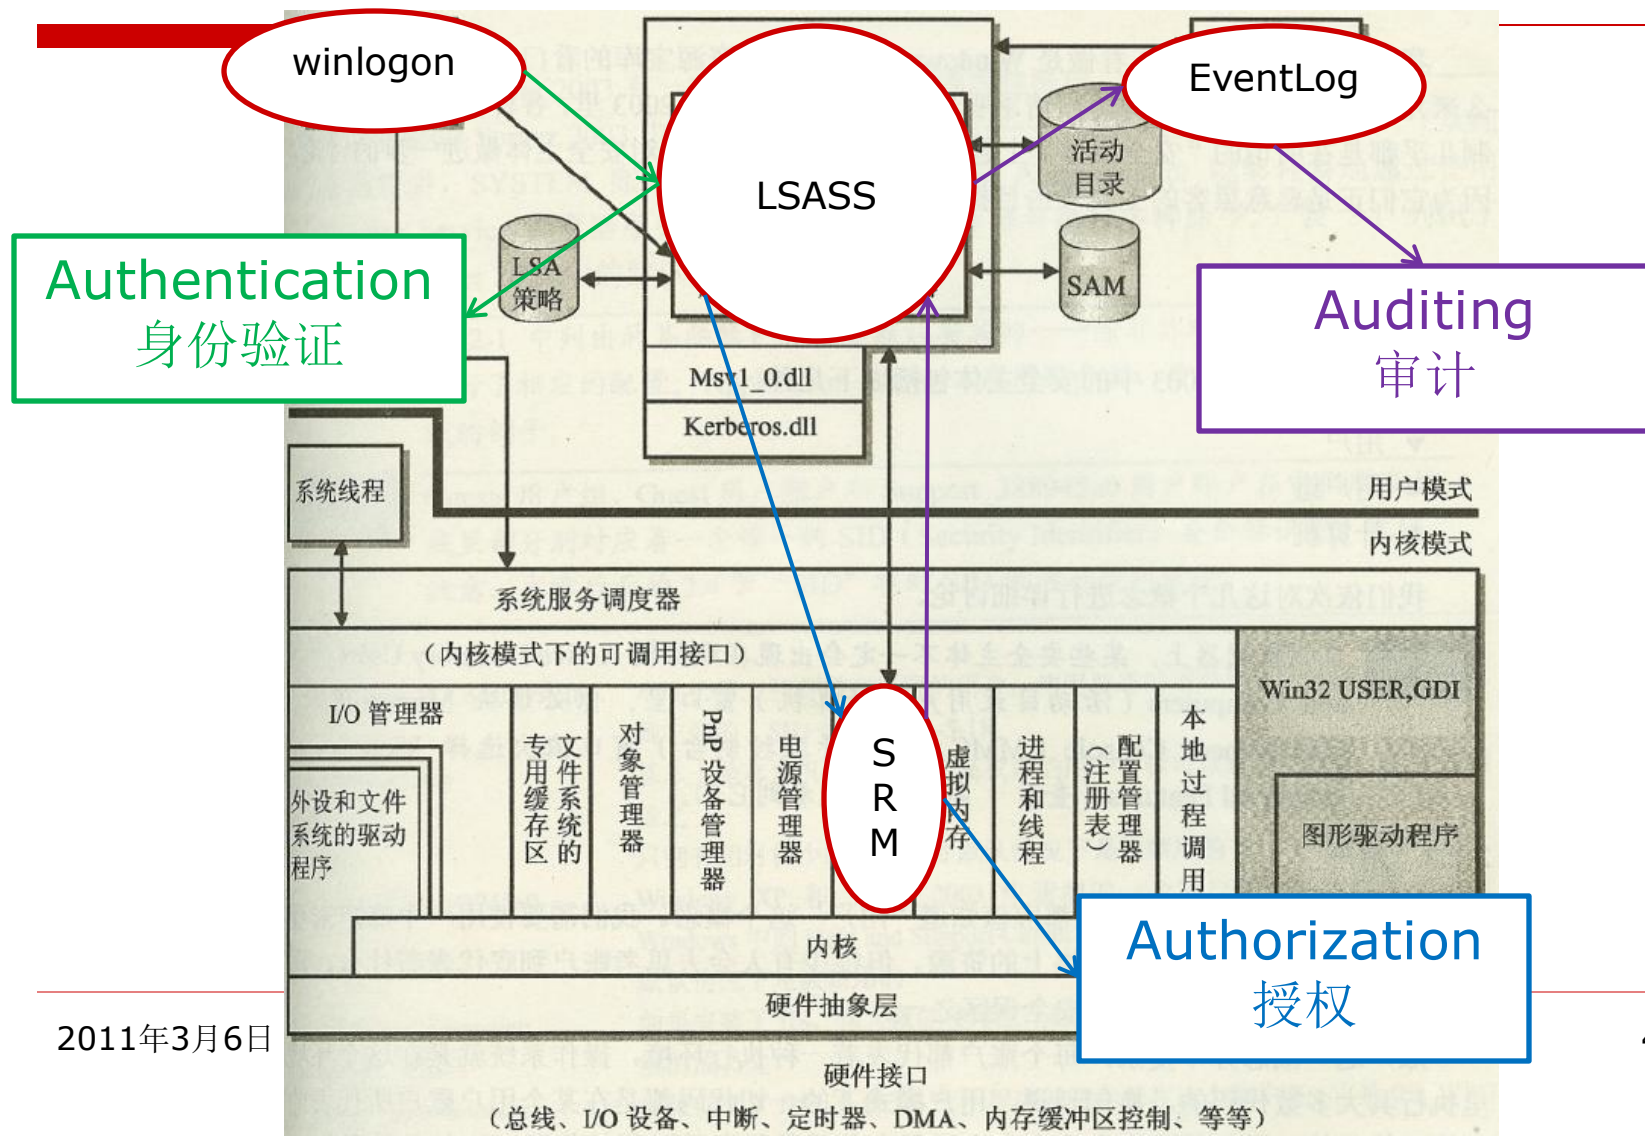 winlogon
LSASS
EventLog
活动
目录
LSA
策略
SAM
Authentication
身份验证
Auditing
审计
Msv1_0.dll
Kerberos.dll
系统线程
用户模式
内核模式
系统服务调度器
(内核模式下的可调用接口)
I/O 管理器
外设和文件
系统的驱动
程序
文件系统的
专用缓存区
对象管理器
PnP 设备管理器
电源管理器
S
R
M
虚拟内存
进程和线程
配置管理器
(注册表)
本地过程调用
Win32 USER,GDI
图形驱动程序
内核
硬件抽象层
Authorization
授权
硬件接口
(总线、I/O 设备、中断、定时器、DMA、内存缓冲区控制、等等)
2011年3月6日